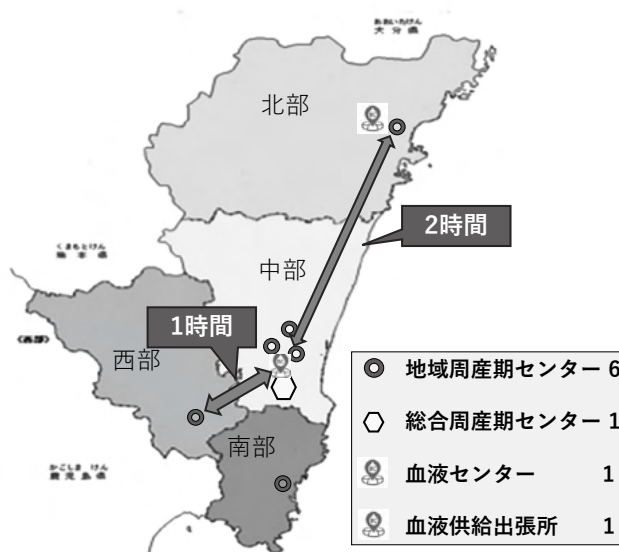 おおいたけん
大分県
北部
2時間
くまもとけん
熊本県
中部
1時間
(西部)
西部
地域周産期センター 6
総合周産期センター 1
南部
かごしま けん
鹿児島県
血液センター 1
血液供給出張所 1